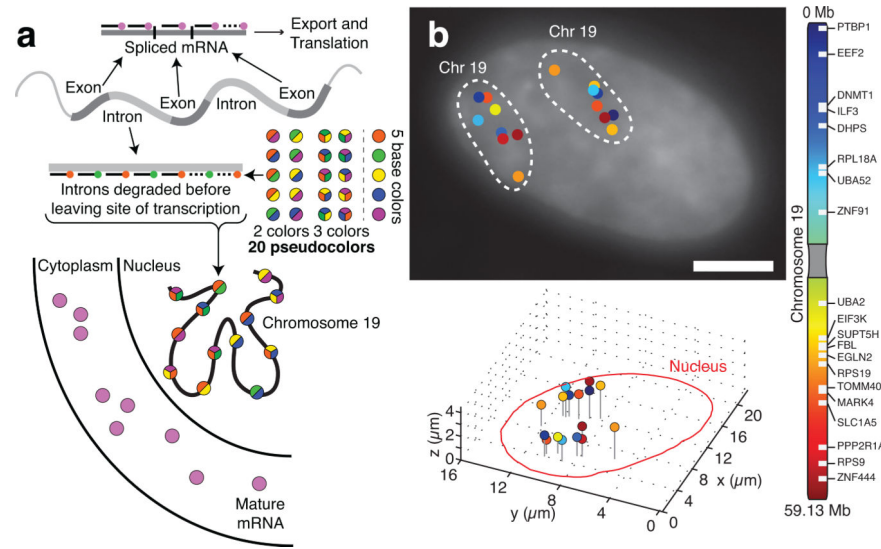 a
Export and
Translation
Spliced mRNA
Exon
Exon
Exon
Intron
Intron
Introns degraded before
leaving site of transcription
5 base colors
2 colors 3 colors
20 pseudocolors
Cytoplasm
Nucleus
Chromosome 19
Mature
mRNA
b
Chr 19
Chr 19
0 Mb
PTBP1
EEF2
DNMT1
ILF3
DHPS
RPL18A
UBA52
ZNF91
Chromosome 19
UBA2
EIF3K
SUPT5H
FBL
EGLN2
RPS19
TOMM40
MARK4
SLC1A5
PPP2R1A
RPS9
ZNF444
59.13 Mb
Nucleus
z (µm)
4
2
0
16
12
8
4
0
y (µm)
0
4
8
12
16
20
x (µm)